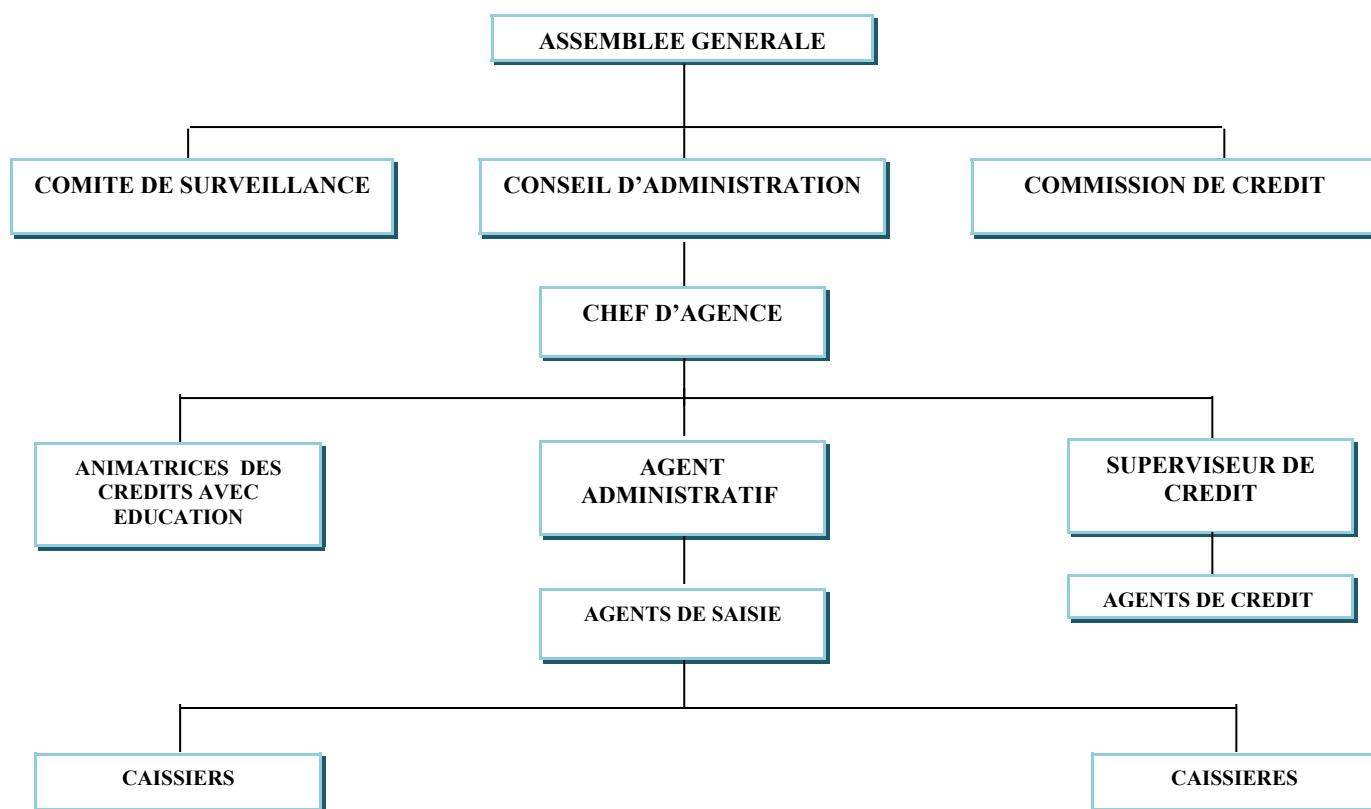 ASSEMBLEE GENERALE
COMITE DE SURVEILLANCE
CONSEIL D’ADMINISTRATION
COMMISSION DE CREDIT
CHEF D’AGENCE
ANIMATRICES DES
CREDITS AVEC
EDUCATION
AGENT
ADMINISTRATIF
SUPERVISEUR DE
CREDIT
AGENTS DE SAISIE
AGENTS DE CREDIT
CAISSIERS
CAISSIERES